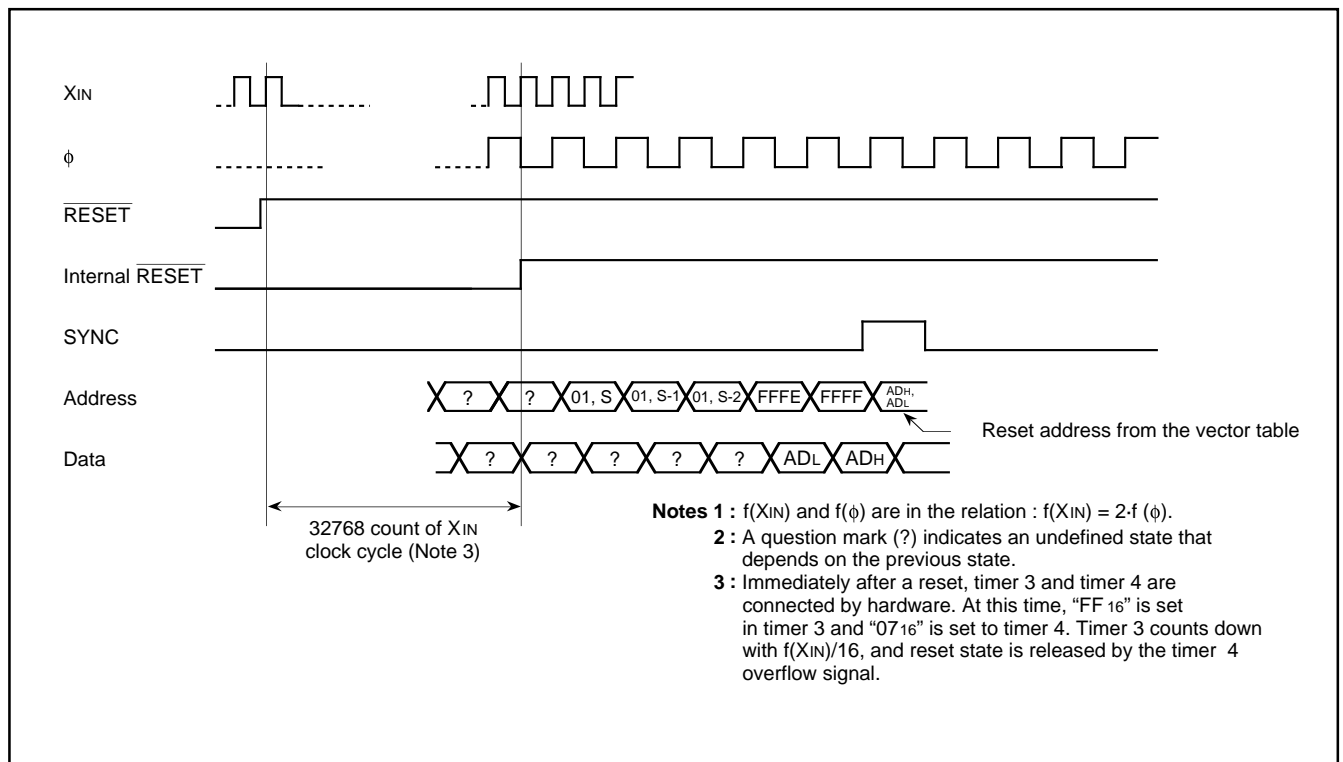 XIN
ϕ
RESET
Internal RESET
SYNC
Address
? ? 01, S 01, S-1 01, S-2 FFFE FFFF ADH, ADL
Reset address from the vector table
Data
? ? ? ? ? ADL ADH
32768 count of XIN
clock cycle (Note 3)
Notes 1 : f(XIN) and f(ϕ) are in the relation : f(XIN) = 2·f (ϕ).
2 : A question mark (?) indicates an undefined state that
depends on the previous state.
3 : Immediately after a reset, timer 3 and timer 4 are
connected by hardware. At this time, “FF 16” is set
in timer 3 and “0716” is set to timer 4. Timer 3 counts down
with f(XIN)/16, and reset state is released by the timer 4
overflow signal.